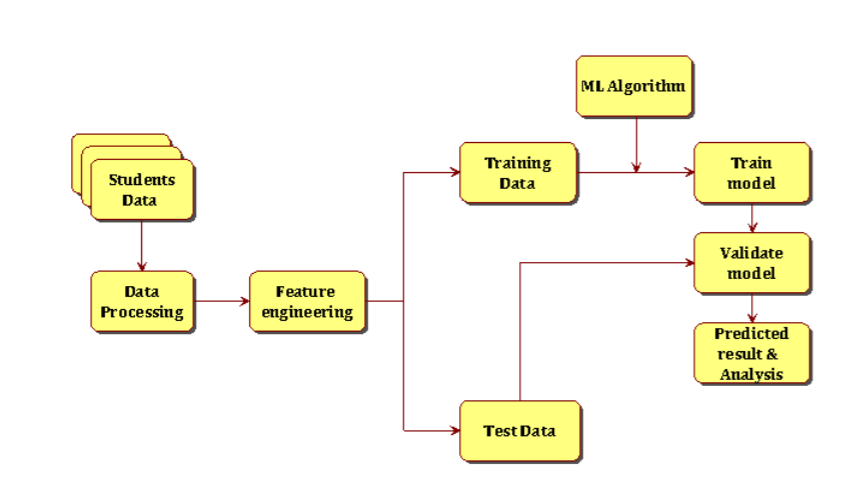 ML Algorithm
Students
Data
Training
Data
Train
model
Data
Processing
Feature
engineering
Validate
model
Predicted
result &
Analysis
Test Data